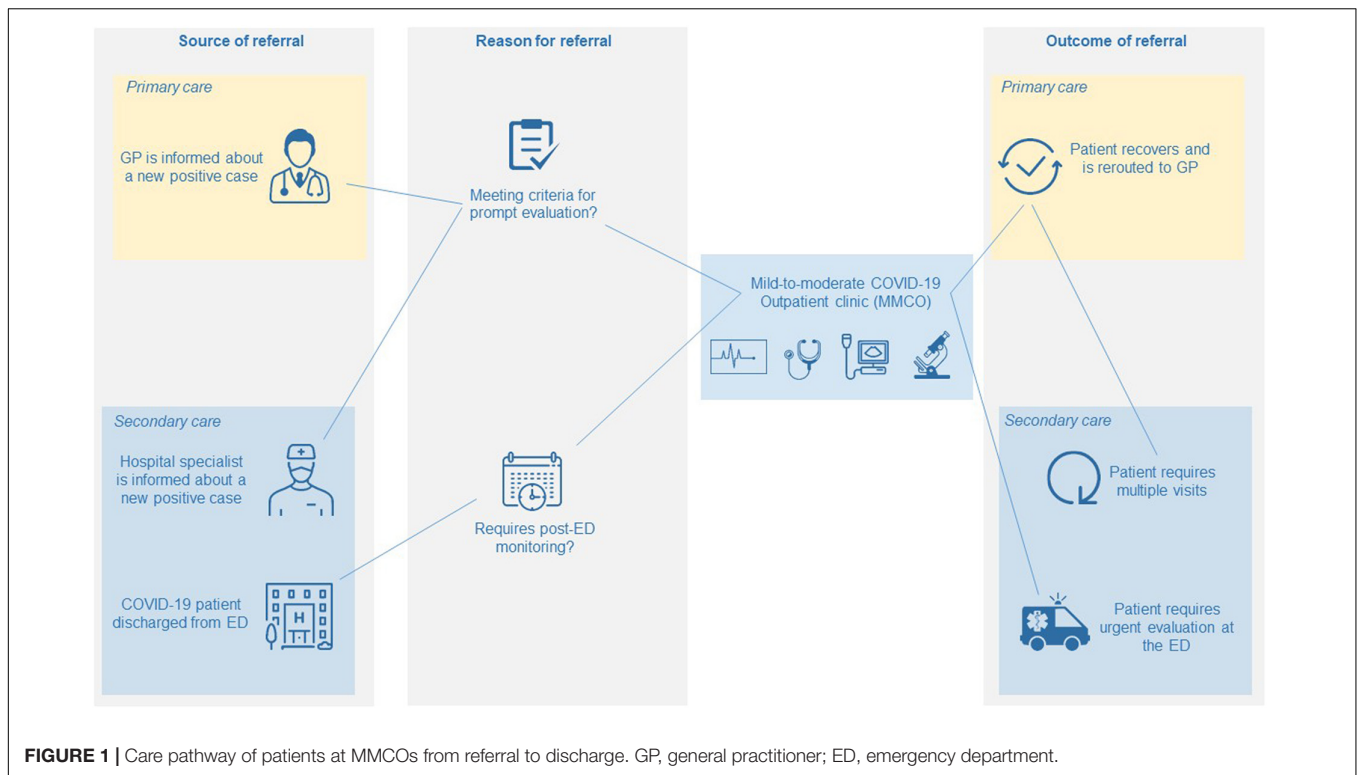 Source of referral
Primary care
GP is informed about
a new positive case
Secondary care
Hospital specialist
is informed about a
new positive case
COVID-19 patient
discharged from ED
Reason for referral
Meeting criteria for
prompt evaluation?
Requires post-ED
monitoring?
Mild-to-moderate COVID-19
Outpatient clinic (MMCO)
Outcome of referral
Primary care
Patient recovers and
is rerouted to GP
Secondary care
Patient requires
multiple visits
Patient requires
urgent evaluation at
the ED
H
FIGURE 1 | Care pathway of patients at MMCOs from referral to discharge. GP, general practitioner; ED, emergency department.